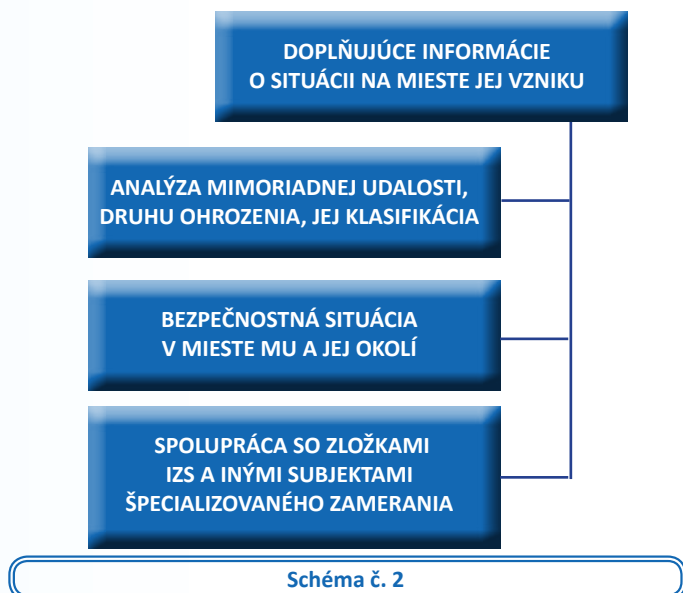 DOPLŇUJÚCE INFORMÁCIE
O SITUÁCII NA MIESTE JEJ VZNIKU
ANALÝZA MIMORIADNEJ UDALOSTI,
DRUHU OHROZENIA, JEJ KLASIFIKÁCIA
BEZPEČNOSTNÁ SITUÁCIA
V MIESTE MU A JEJ OKOLÍ
SPOLUPRÁCA SO ZLOŽKAMI
IZS A INÝMI SUBJEKTAMI
ŠPECIALIZOVANÉHO ZAMERANIA
Schéma č. 2